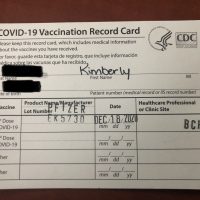 COVID-19 Vaccination Record Card
Please keep this record card, which includes medical information
about the vaccines you have received.
Por favor, guarde esta tarjeta de registro, que incluye información
médica sobre las vacunas que ha recibido.
CDC
Kimberly
First Name
Patient number (medical record or IIS record number)
Vaccine
Product Name/Manufacturer
Lot Number
Date
Healthcare Professional
or Clinic Site
1st Dose
COVID-19
PFIZER
EK5730
DEC 18 2020
mm dd yy
2nd Dose
COVID-19
mm dd yy
Other
mm dd yy
Other
mm dd yy